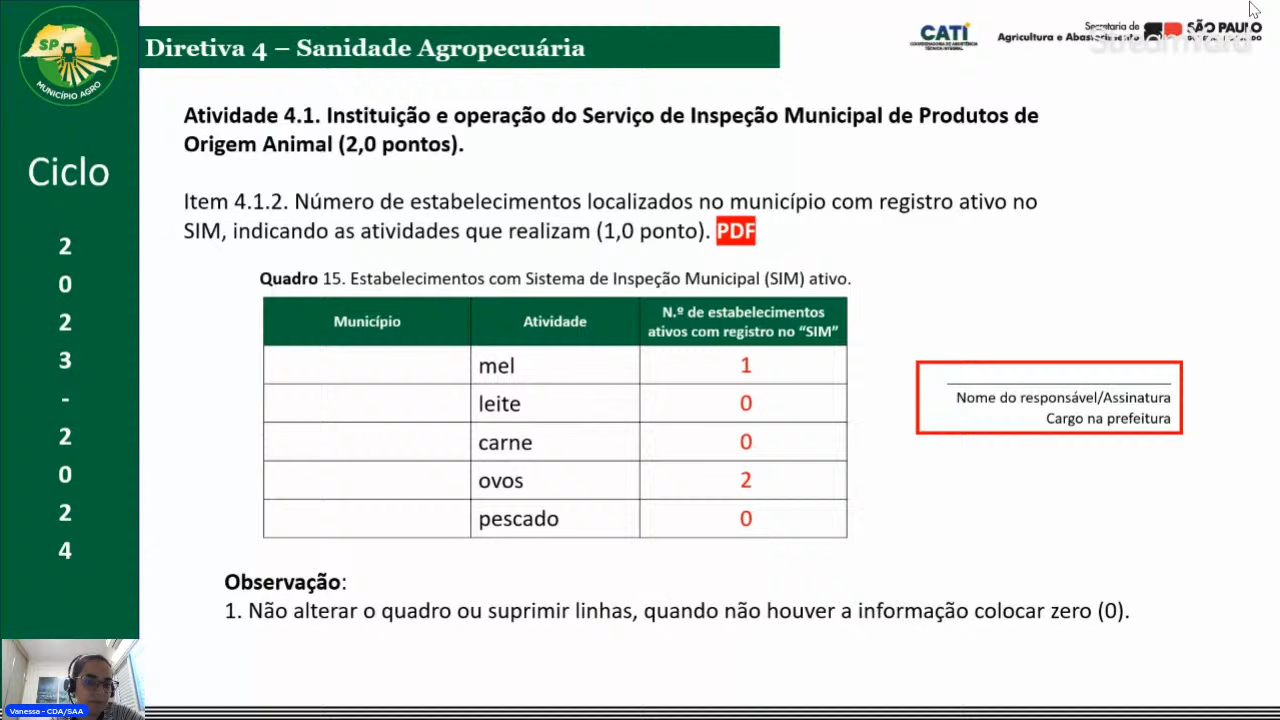 SP
MUNICÍPIO AGRO
Diretiva 4 – Sanidade Agropecuária
CATI
COORDENADORIA DE ASSISTÊNCIA
TÉCNICA INTEGRAL
Secretaria de
Agricultura e Abastecimento
SÃO PAULO
Ciclo
2
0
2
3
-
2
0
2
4
Atividade 4.1. Instituição e operação do Serviço de Inspeção Municipal de Produtos de
Origem Animal (2,0 pontos).
Item 4.1.2. Número de estabelecimentos localizados no município com registro ativo no
SIM, indicando as atividades que realizam (1,0 ponto). PDF
Quadro 15. Estabelecimentos com Sistema de Inspeção Municipal (SIM) ativo.
Município Atividade N.º de estabelecimentos
ativos com registro no “SIM”
mel 1
leite 0
carne 0
ovos 2
pescado 0
Nome do responsável/Assinatura
Cargo na prefeitura
Observação:
1. Não alterar o quadro ou suprimir linhas, quando não houver a informação colocar zero (0).
Vanessa - CDA/SAA